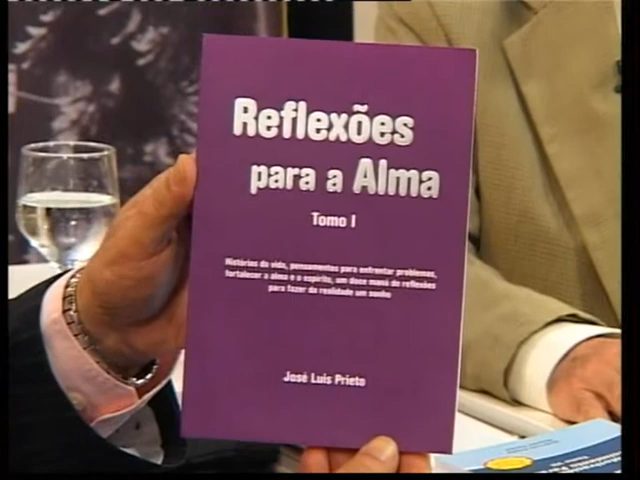 Reflexões
para a Alma
Tomo I
Histórias da vida, pensamentos para enfrentar problemas,
fortalecer a alma e o espírito, um doce maná de reflexões
para fazer da realidade um sonho
José Luis Prieto